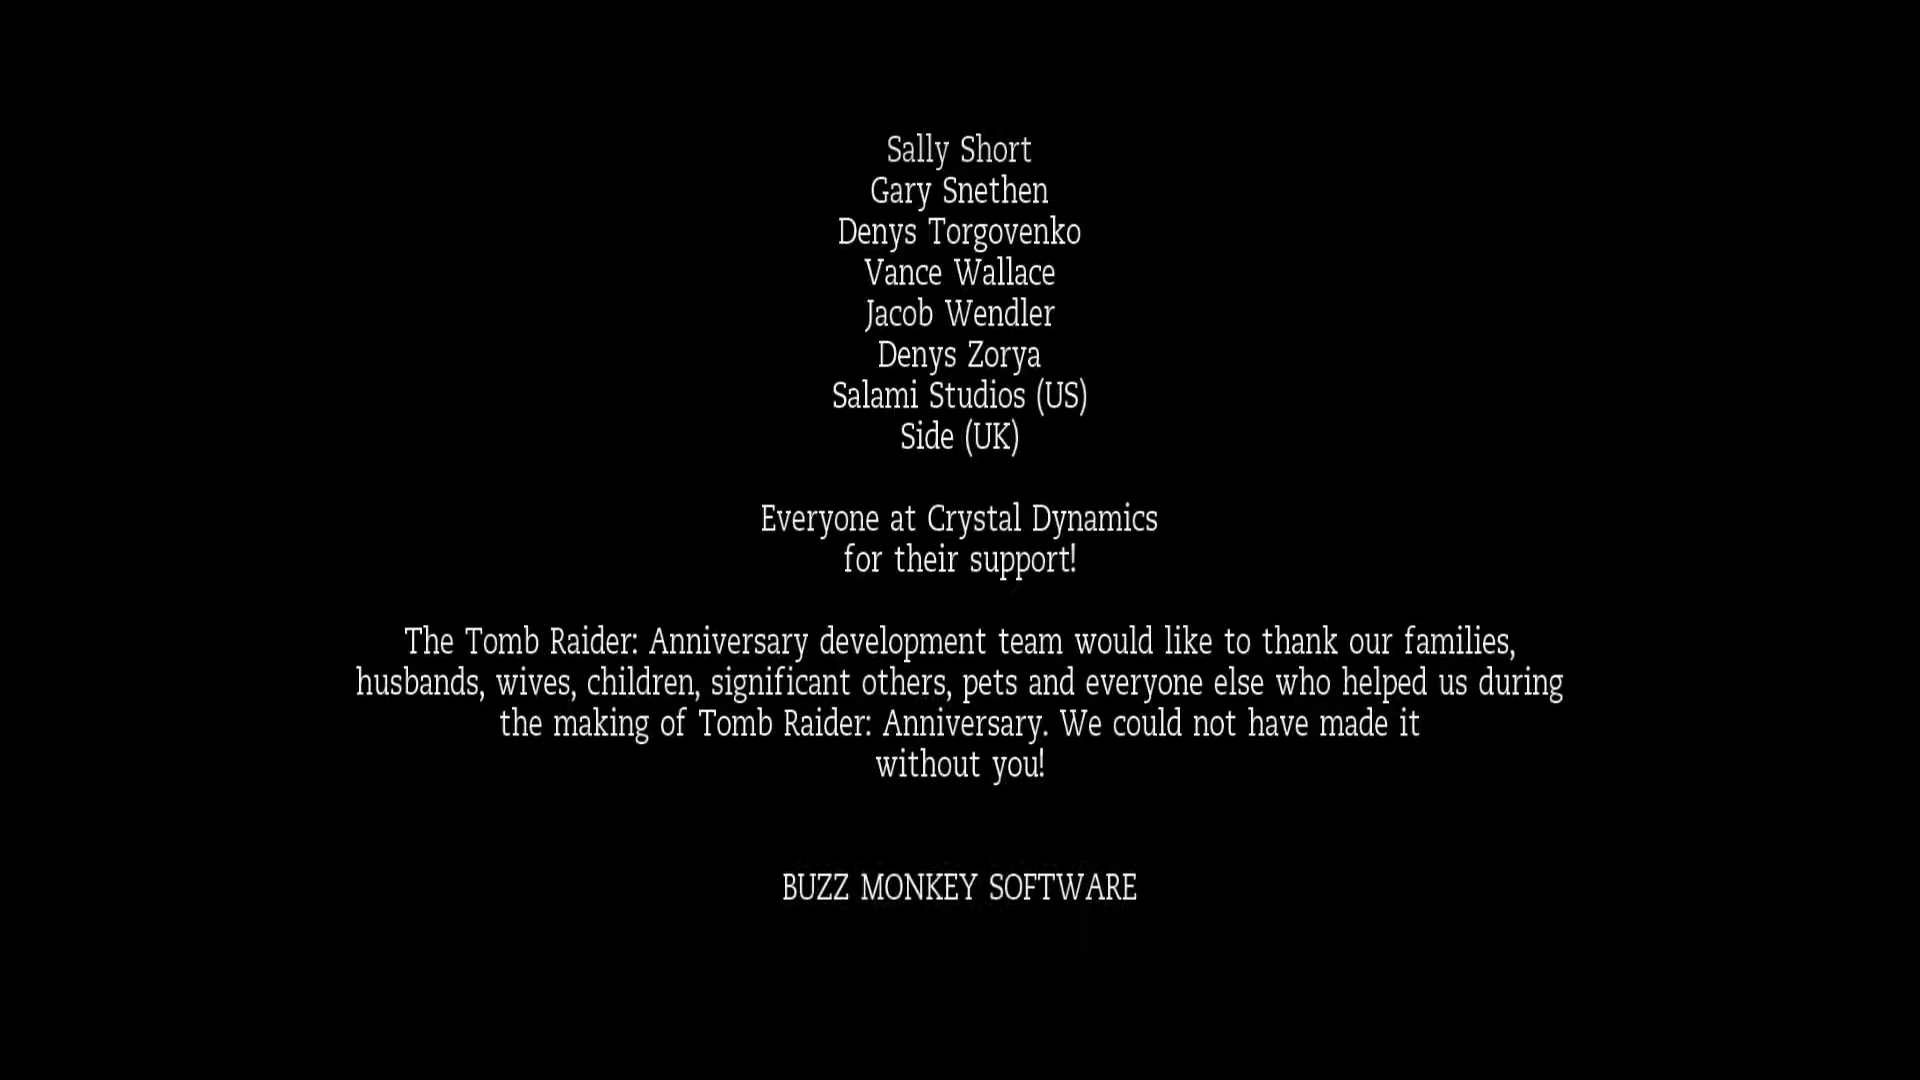 Sally Short
Gary Snethen
Denys Torgovenko
Vance Wallace
Jacob Wendler
Denys Zorya
Salami Studios (US)
Side (UK)
Everyone at Crystal Dynamics
for their support!
The Tomb Raider: Anniversary development team would like to thank our families,
husbands, wives, children, significant others, pets and everyone else who helped us during
the making of Tomb Raider: Anniversary. We could not have made it
without you!
BUZZ MONKEY SOFTWARE